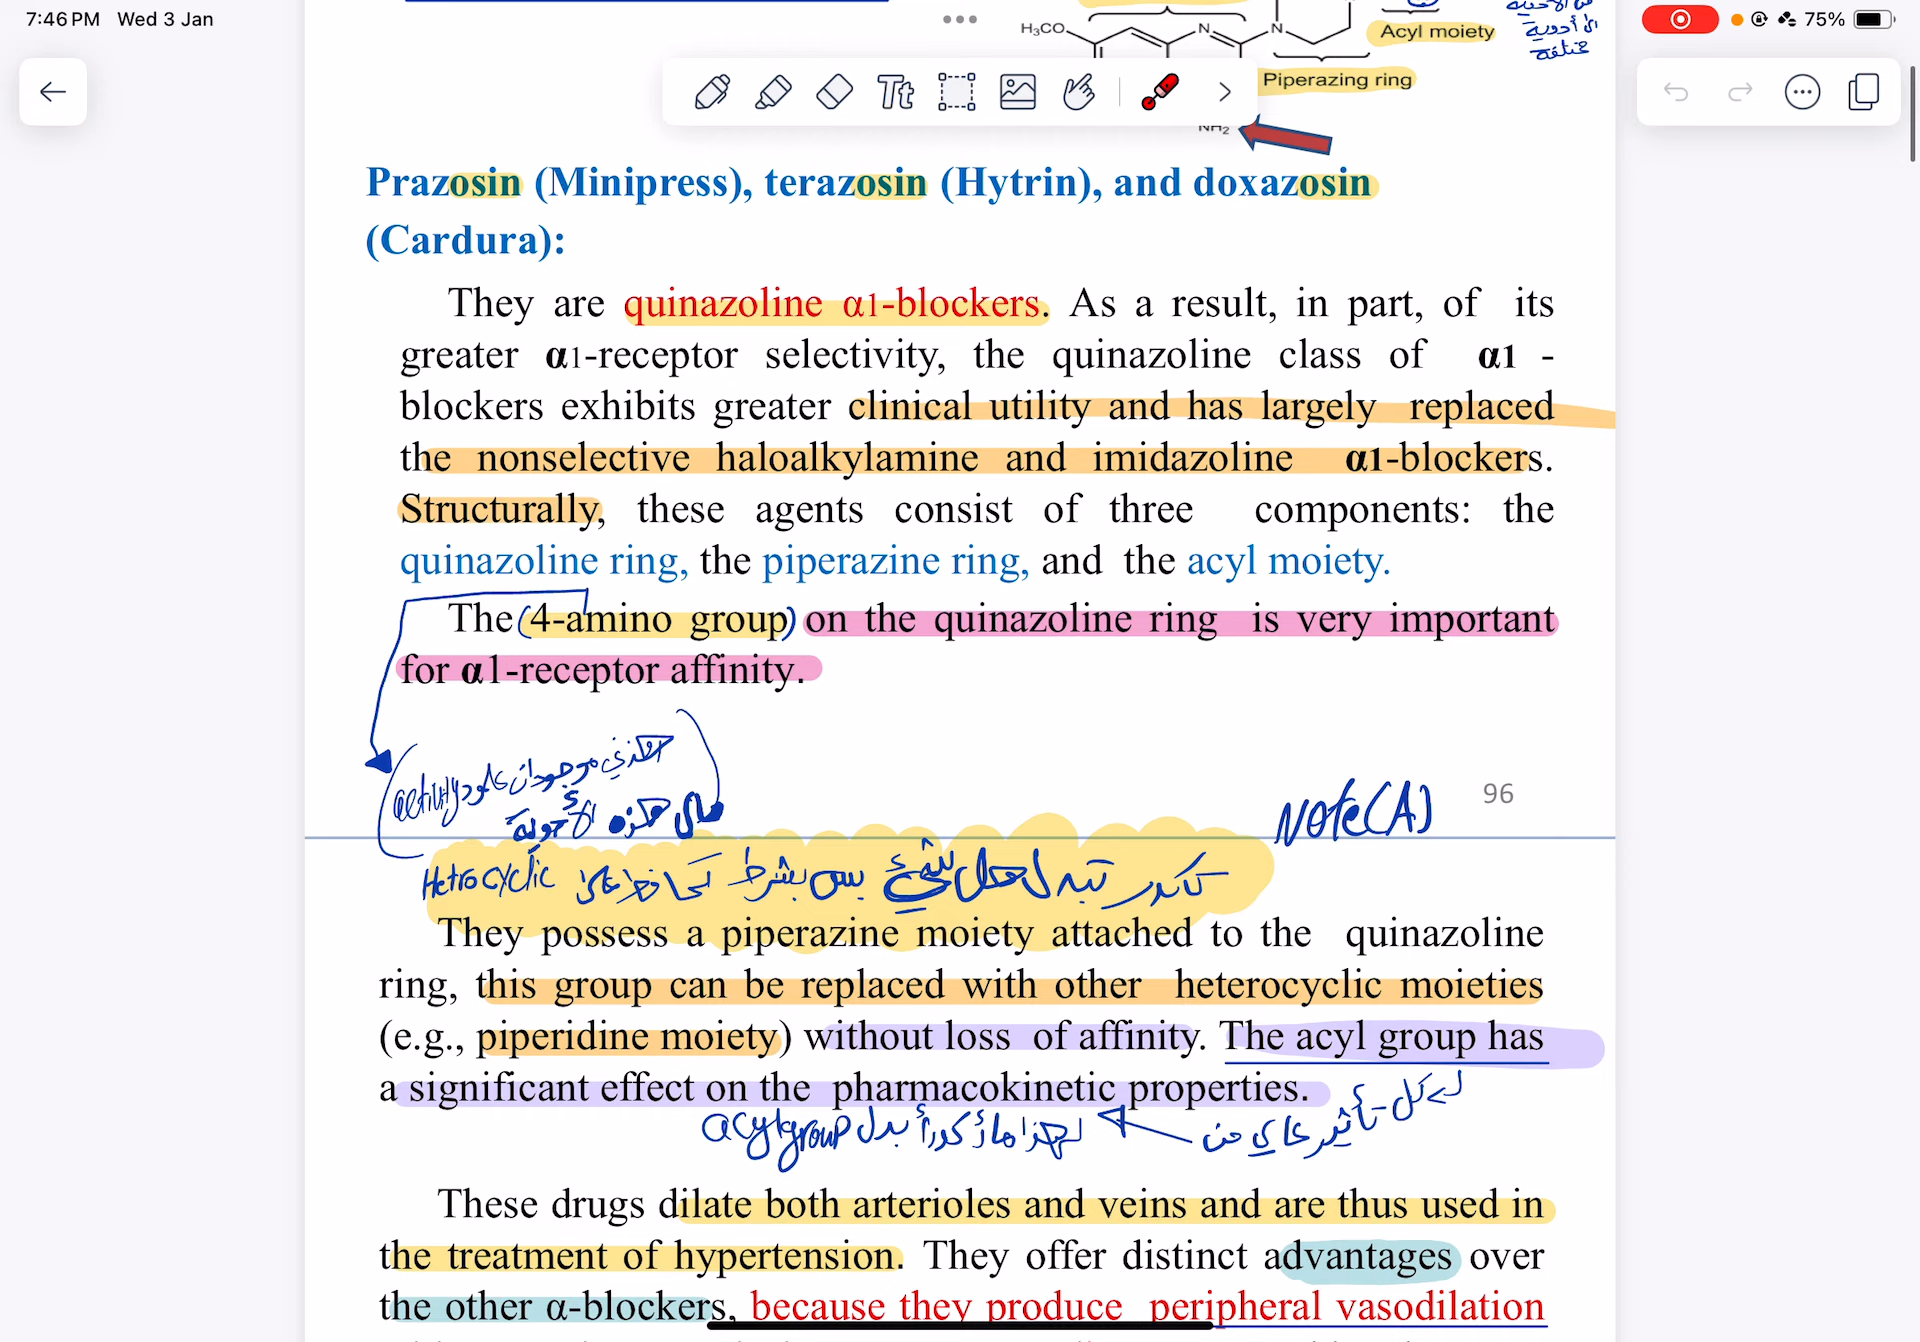 7:46 PM Wed 3 Jan
75%
H₃CO
N
N
Acyl moiety
Piperazing ring
NH₂
Tt
Prazosin (Minipress), terazosin (Hytrin), and doxazosin
(Cardura):
They are quinazoline α1-blockers. As a result, in part, of its
greater α1-receptor selectivity, the quinazoline class of α1 -
blockers exhibits greater clinical utility and has largely replaced
the nonselective haloalkylamine and imidazoline α1-blockers.
Structurally, these agents consist of three components: the
quinazoline ring, the piperazine ring, and the acyl moiety.
The (4-amino group) on the quinazoline ring is very important
for α1-receptor affinity.
activity
Note(A)
96
Hetrocyclic
They possess a piperazine moiety attached to the quinazoline
ring, this group can be replaced with other heterocyclic moieties
(e.g., piperidine moiety) without loss of affinity. The acyl group has
a significant effect on the pharmacokinetic properties.
acyl group
These drugs dilate both arterioles and veins and are thus used in
the treatment of hypertension. They offer distinct advantages over
the other α-blockers, because they produce peripheral vasodilation